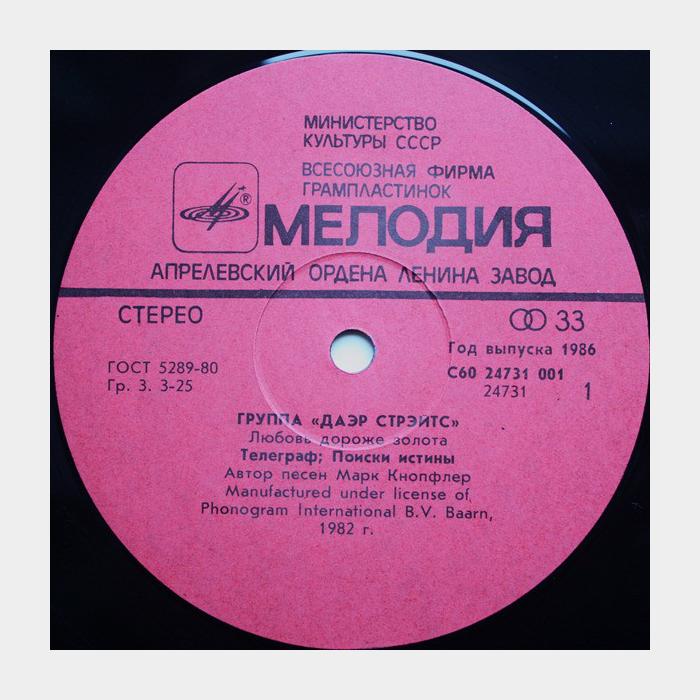 МИНИСТЕРСТВО
КУЛЬТУРЫ СССР
ВСЕСОЮЗНАЯ ФИРМА
ГРАМПЛАСТИНОК
®
МЕЛОДИЯ
АПРЕЛЕВСКИЙ ОРДЕНА ЛЕНИНА ЗАВОД
СТЕРЕО
33
Год выпуска 1986
ГОСТ 5289-80
Гр. 3. 3-25
С60 24731 001
24731
1
ГРУППА «ДАЭР СТРЭЙТС»
Любовь дороже золота
Телеграф; Поиски истины
Автор песен Марк Кнопфлер
Manufactured under license of
Phonogram International B.V. Baarn,
1982 г.